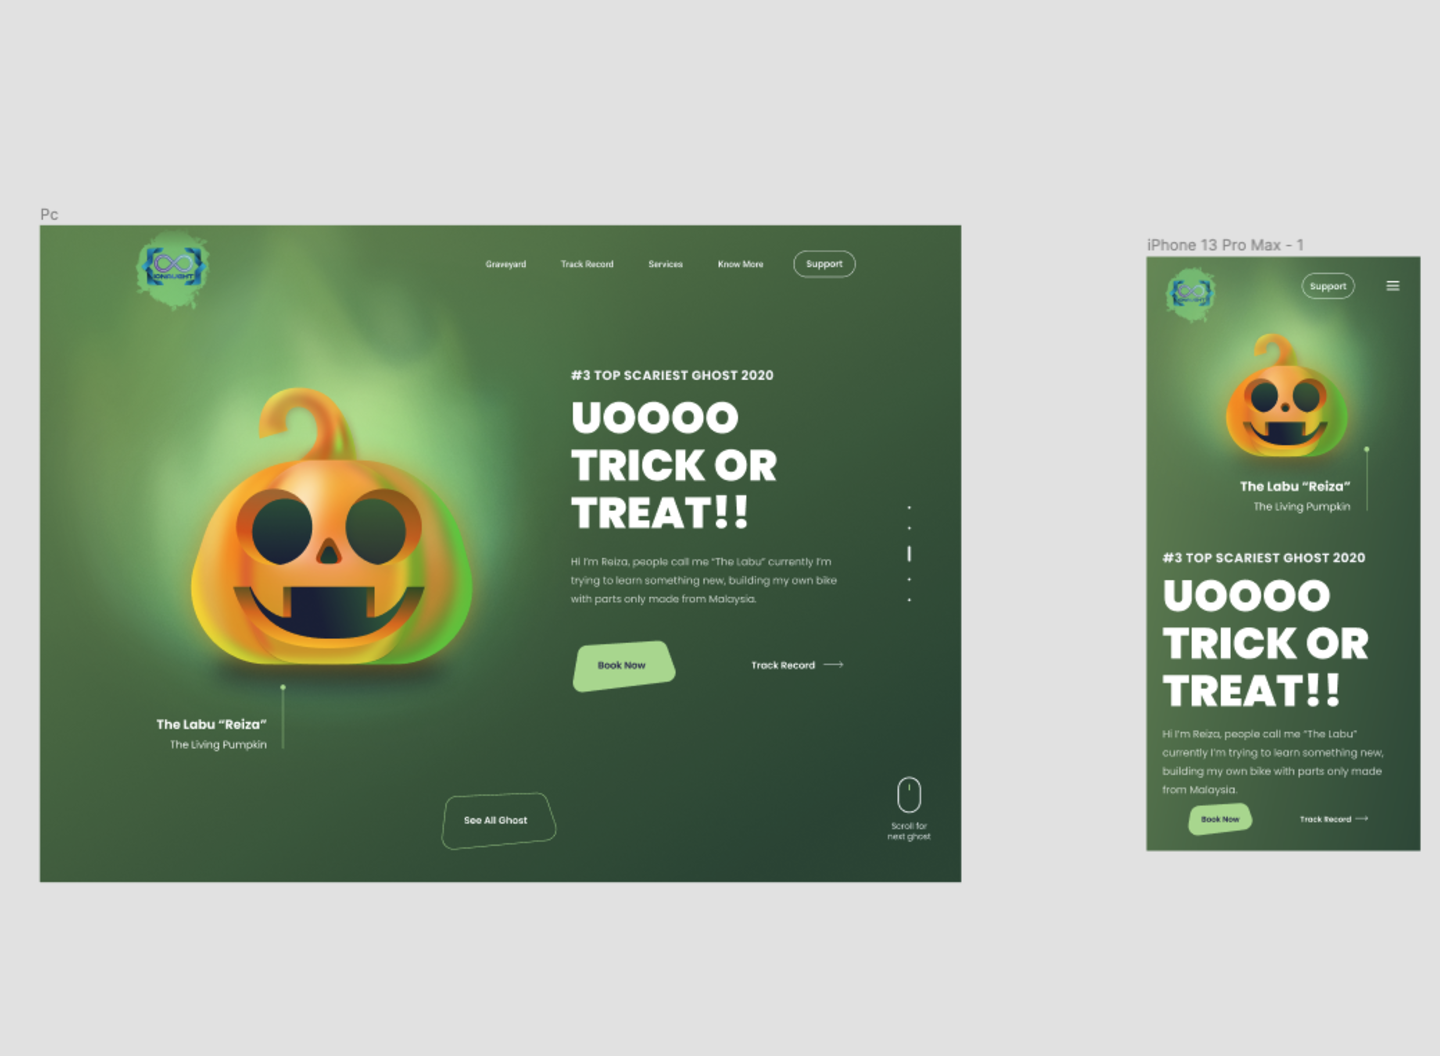 Pc
Graveyard Track Record Services Know More Support
#3 TOP SCARIEST GHOST 2020
UOOOO
TRICK OR
TREAT!!
Hi I'm Reiza, people call me "The Labu" currently I'm
trying to learn something new, building my own bike
with parts only made from Malaysia.
Book Now
Track Record
The Labu “Reiza”
The Living Pumpkin
See All Ghost
Scroll for
next ghost
iPhone 13 Pro Max - 1
Support
The Labu “Reiza”
The Living Pumpkin
#3 TOP SCARIEST GHOST 2020
UOOOO
TRICK OR
TREAT!!
Hi I'm Reiza, people call me "The Labu"
currently I'm trying to learn something new,
building my own bike with parts only made
from Malaysia.
Book Now
Track Record